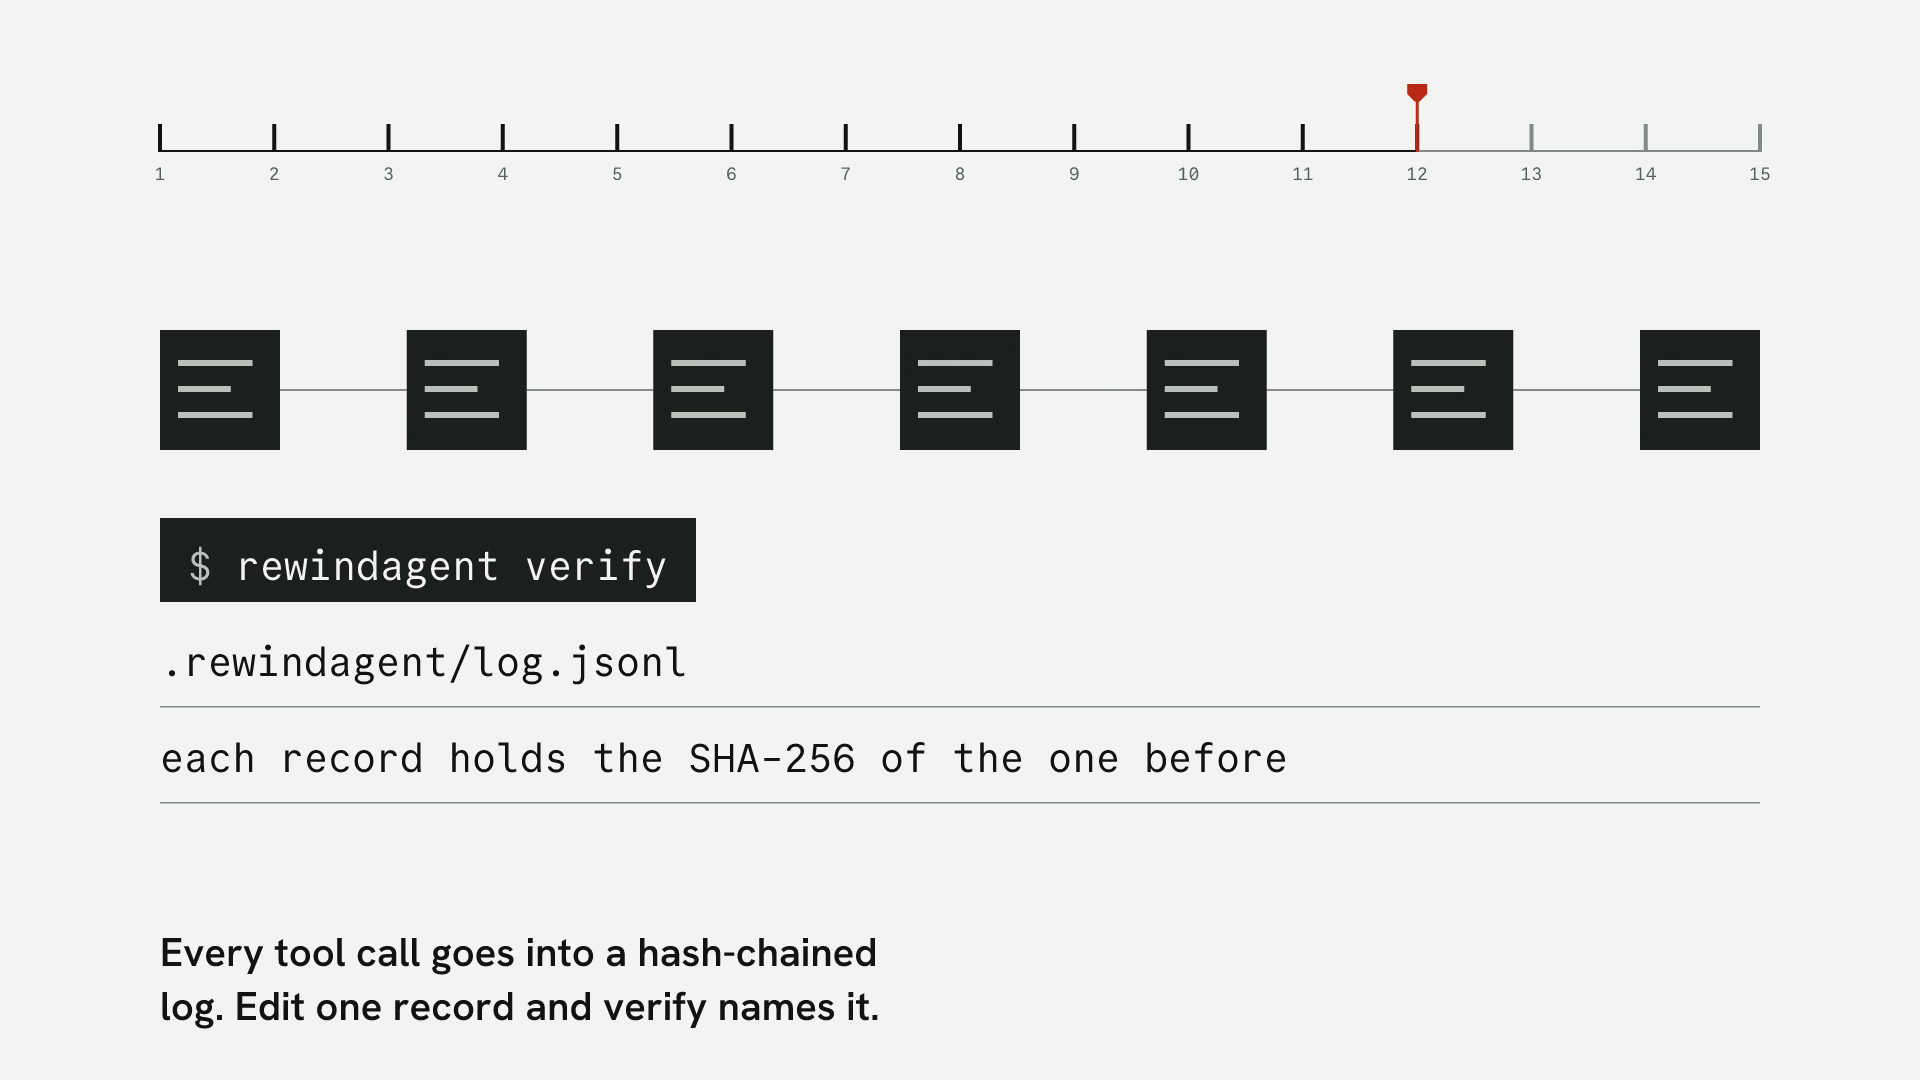 1 2 3 4 5 6 7 8 9 10 11 12 13 14 15
$ rewindagent verify
.rewindagent/log.jsonl
each record holds the SHA-256 of the one before
Every tool call goes into a hash-chained
log. Edit one record and verify names it.